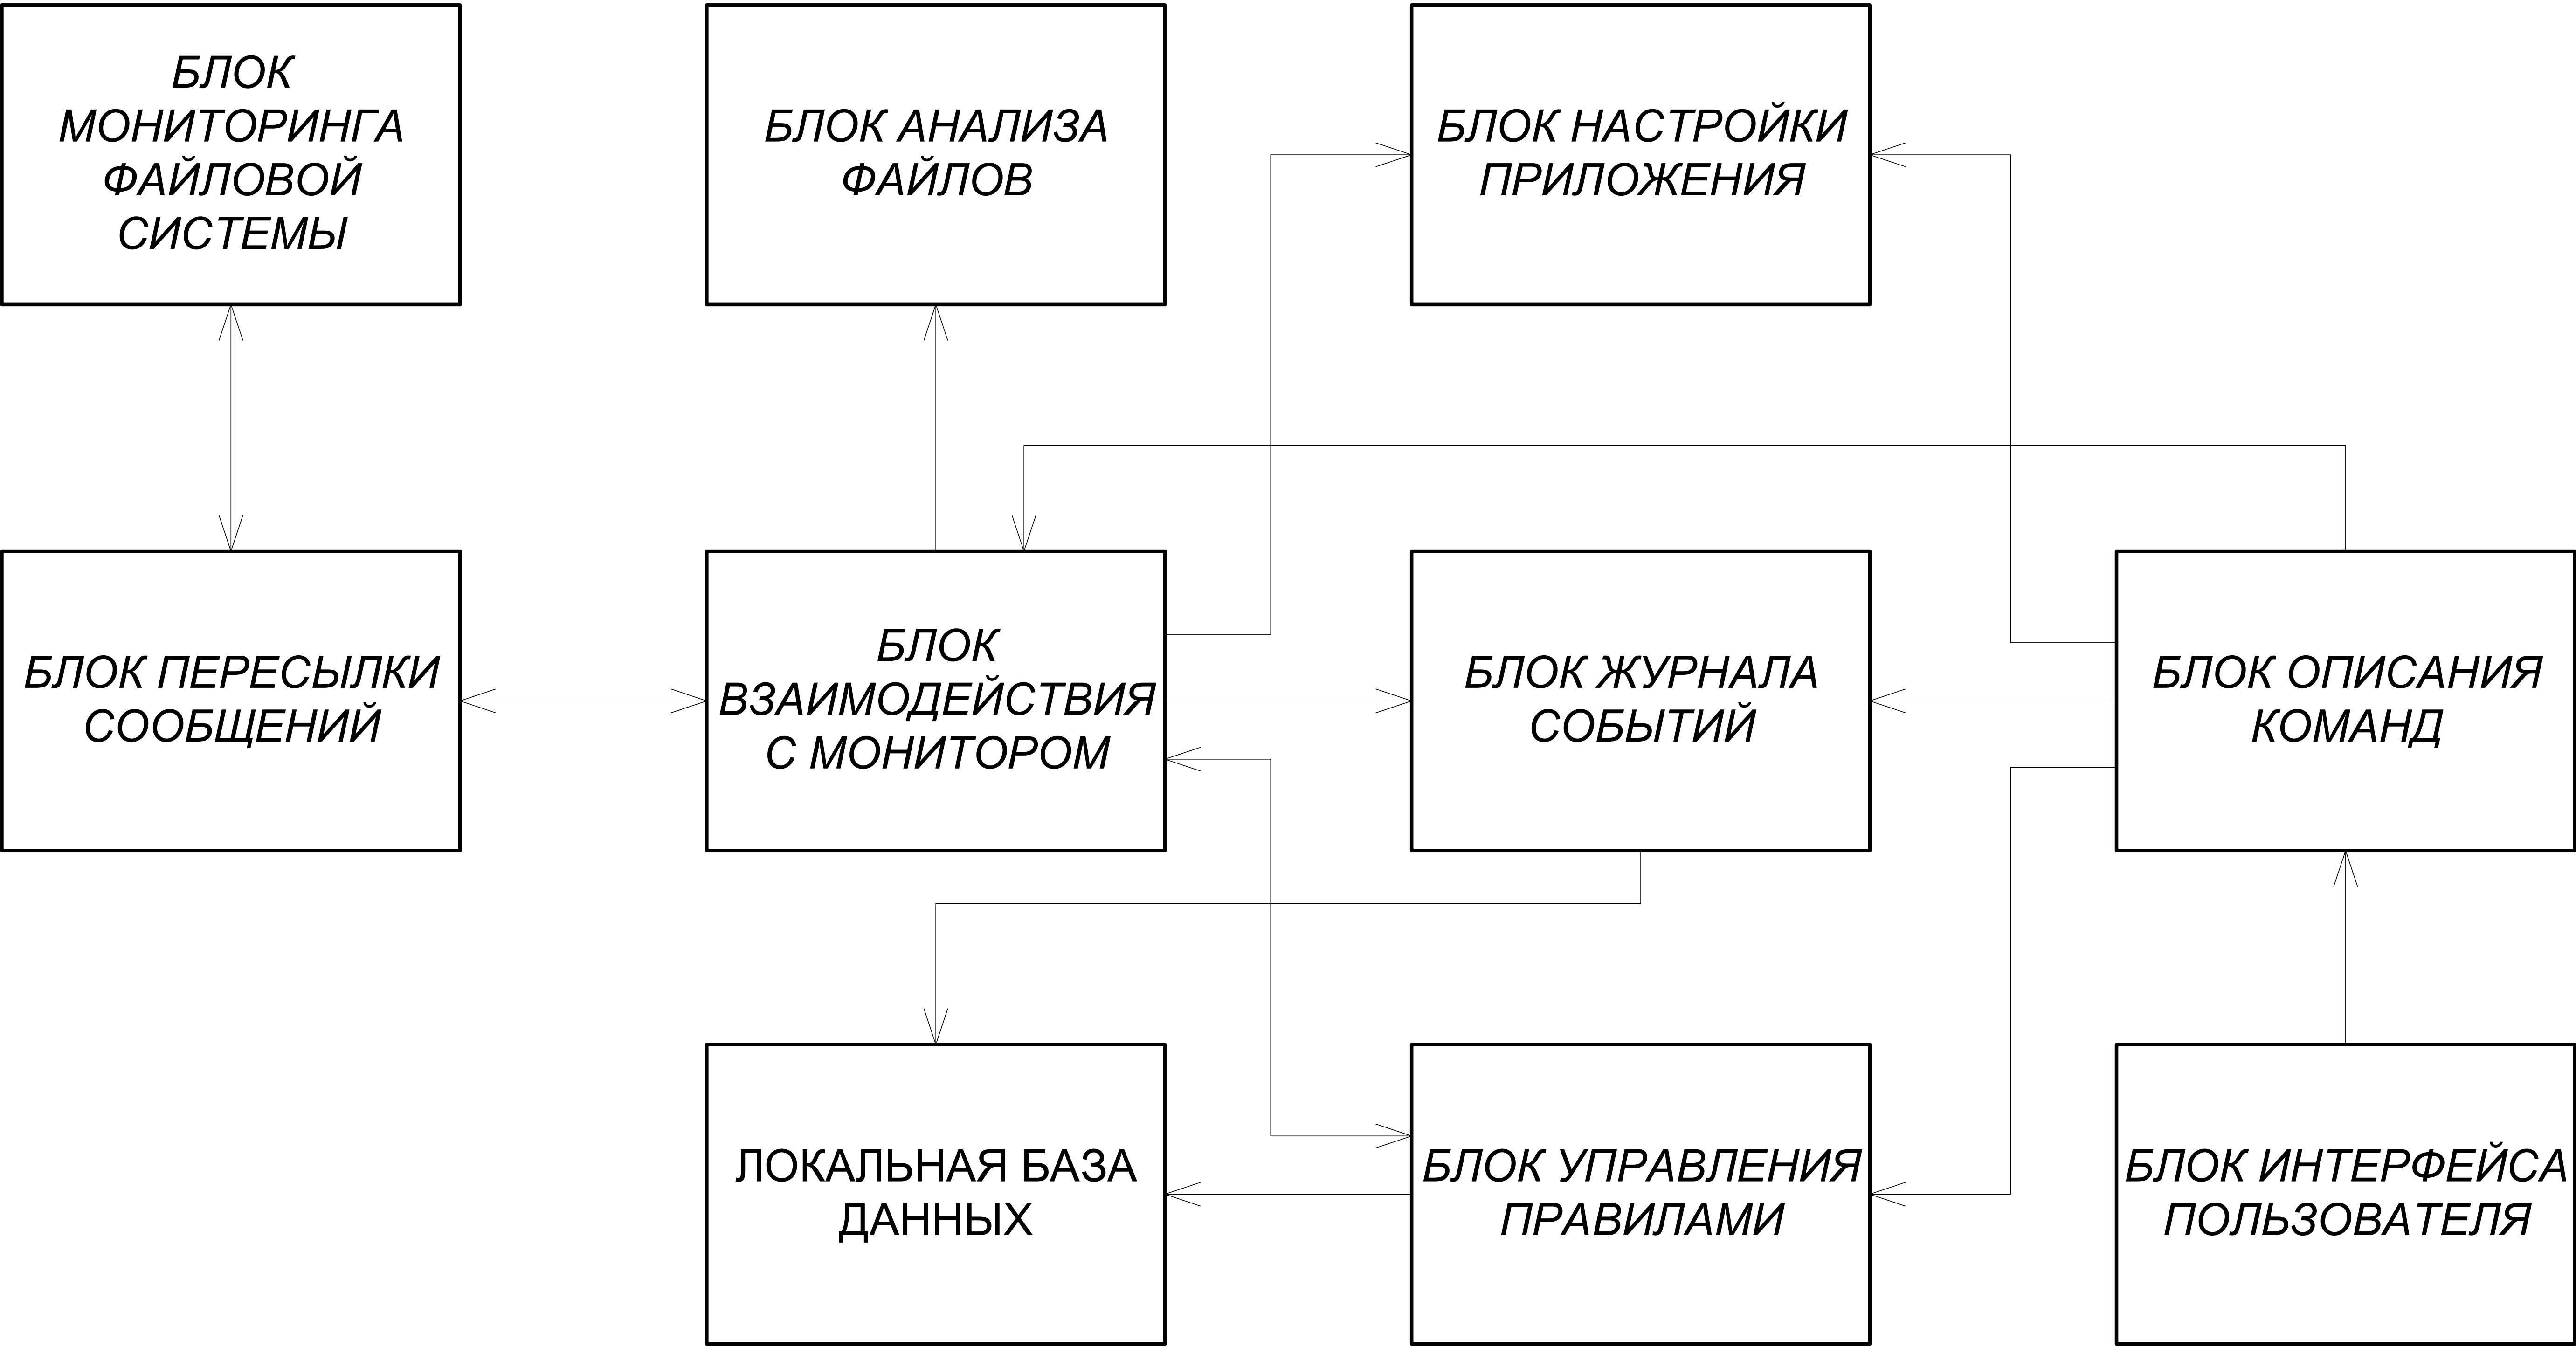 БЛОК
МОНИТОРИНГА
ФАЙЛОВОЙ
СИСТЕМЫ
БЛОК АНАЛИЗА
ФАЙЛОВ
БЛОК НАСТРОЙКИ
ПРИЛОЖЕНИЯ
БЛОК ПЕРЕСЫЛКИ
СООБЩЕНИЙ
БЛОК
ВЗАИМОДЕЙСТВИЯ
С МОНИТОРОМ
БЛОК ЖУРНАЛА
СОБЫТИЙ
БЛОК ОПИСАНИЯ
КОМАНД
ЛОКАЛЬНАЯ БАЗА
ДАННЫХ
БЛОК УПРАВЛЕНИЯ
ПРАВИЛАМИ
БЛОК ИНТЕРФЕЙСА
ПОЛЬЗОВАТЕЛЯ